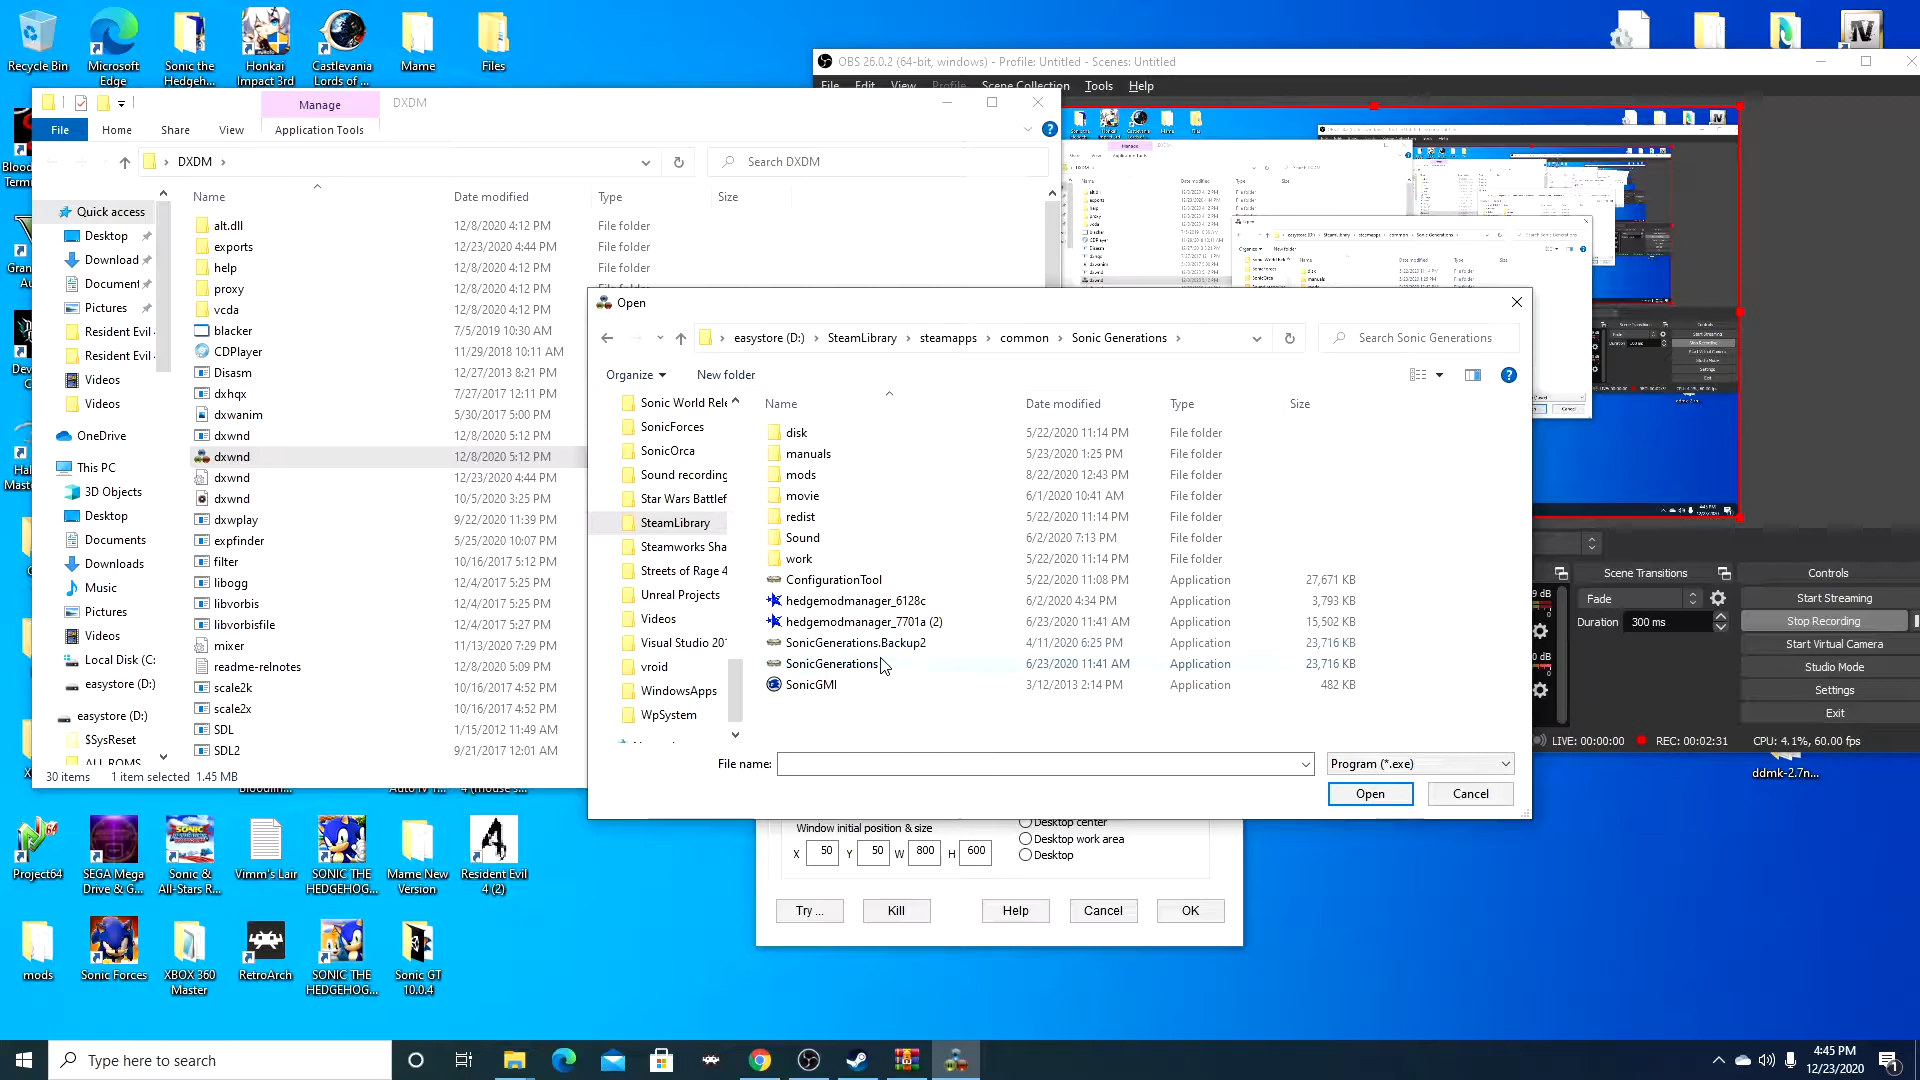 Recycle Bin
Microsoft Edge
Sonic the Hedgeh...
Honkai Impact 3rd
Castlevania Lords of ...
Mame
Files
OBS 26.0.2 (64-bit, windows) - Profile: Untitled - Scenes: Untitled
File Edit View Profile Scene Collection Tools Help
Manage
DXDM
File Home Share View Application Tools
DXDM
Search DXDM
Name Date modified Type Size
Quick access
Desktop
Download
Document
Pictures
Resident Evil
Resident Evil
Videos
Videos
OneDrive
This PC
3D Objects
Desktop
Documents
Downloads
Music
Pictures
Videos
Local Disk (C:
easystore (D:)
easystore (D:)
$SysReset
ALL ROMS
alt.dll 12/8/2020 4:12 PM File folder
exports 12/23/2020 4:44 PM File folder
help 12/8/2020 4:12 PM File folder
proxy 12/8/2020 4:12 PM File folder
vcda 12/8/2020 4:12 PM File folder
blacker 7/5/2019 10:30 AM
CDPlayer 11/29/2018 10:11 AM
Disasm 12/27/2013 8:21 PM
dxhqx 7/27/2017 12:11 PM
dxwanim 5/30/2017 5:00 PM
dxwnd 12/8/2020 5:12 PM
dxwnd 12/8/2020 5:12 PM
dxwnd 12/23/2020 4:44 PM
dxwnd 10/5/2020 3:25 PM
dxwplay 9/22/2020 11:39 PM
expfinder 5/25/2020 10:07 PM
filter 10/16/2017 5:12 PM
libogg 12/4/2017 5:25 PM
libvorbis 12/4/2017 5:25 PM
libvorbisfile 12/4/2017 5:27 PM
mixer 11/13/2020 7:29 PM
readme-relnotes 12/8/2020 5:09 PM
scale2k 10/16/2017 4:52 PM
scale2x 10/16/2017 4:52 PM
SDL 1/15/2012 11:49 AM
SDL2 9/21/2017 12:01 AM
30 items 1 item selected 1.45 MB
Open
easystore (D:) SteamLibrary steamapps common Sonic Generations
Search Sonic Generations
Organize New folder
Name Date modified Type Size
Sonic World Rele
SonicForces
SonicOrca
Sound recording
Star Wars Battlef
SteamLibrary
Steamworks Sha
Streets of Rage 4
Unreal Projects
Videos
Visual Studio 20
vroid
WindowsApps
WpSystem
disk 5/22/2020 11:14 PM File folder
manuals 5/23/2020 1:25 PM File folder
mods 8/22/2020 12:43 PM File folder
movie 6/1/2020 10:41 AM File folder
redist 5/22/2020 11:14 PM File folder
Sound 6/2/2020 7:13 PM File folder
work 5/22/2020 11:14 PM File folder
ConfigurationTool 5/22/2020 11:08 PM Application 27,671 KB
hedgemodmanager_6128c 6/2/2020 4:34 PM Application 3,793 KB
hedgemodmanager_7701a (2) 6/23/2020 11:41 AM Application 15,502 KB
SonicGenerations.Backup2 4/11/2020 6:25 PM Application 23,716 KB
SonicGenerations 6/23/2020 11:41 AM Application 23,716 KB
SonicGMI 3/12/2013 2:14 PM Application 482 KB
File name:
Program (*.exe)
Open Cancel
Window initial position & size
X 50 Y 50 W 800 H 600
Desktop center
Desktop work area
Desktop
Try ... Kill Help Cancel OK
Scene Transitions
Fade
Duration 300 ms
Controls
Start Streaming
Stop Recording
Start Virtual Camera
Studio Mode
Settings
Exit
LIVE: 00:00:00 REC: 00:02:31 CPU: 4.1%, 60.00 fps
ddmk-2.7n...
Project64
SEGA Mega Drive & G...
Sonic & All-Stars R...
Vimm's Lair
SONIC THE HEDGEHOG...
Mame New Version
Resident Evil 4 (2)
mods
Sonic Forces
XBOX 360 Master
RetroArch
SONIC THE HEDGEHOG...
Sonic GT 10.0.4
Type here to search
4:45 PM
12/23/2020